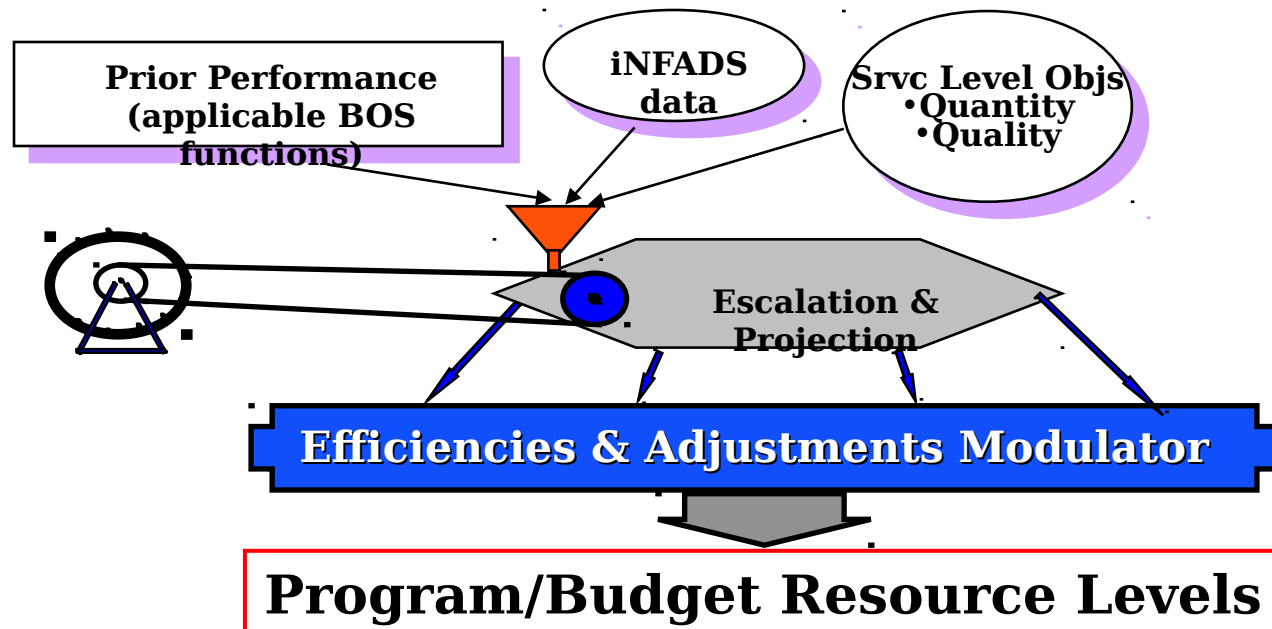 Prior Performance
(applicable BOS
functions)
iNFADS
data
Srvc Level Objs
•Quantity
•Quality
Escalation &
Projection
Efficiencies & Adjustments Modulator
Program/Budget Resource Levels